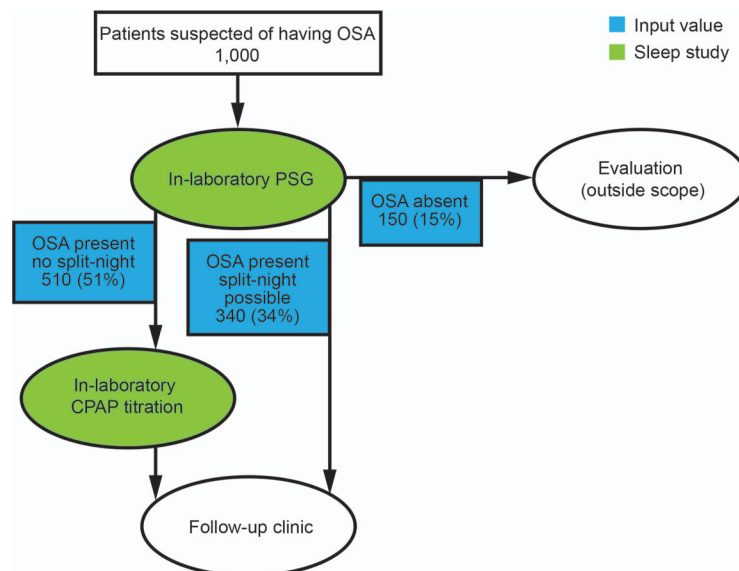 Patients suspected of having OSA
1,000
Input value
Sleep study
In-laboratory PSG
Evaluation
(outside scope)
OSA absent
150 (15%)
OSA present
no split-night
510 (51%)
OSA present
split-night
possible
340 (34%)
In-laboratory
CPAP titration
Follow-up clinic